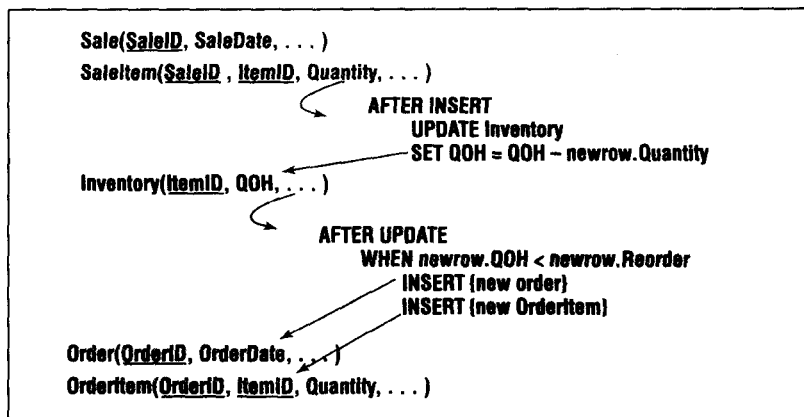 Sale(SaleID, SaleDate, . . . )
SaleItem(SaleID , ItemID, Quantity, . . . )
AFTER INSERT
UPDATE Inventory
SET QOH = QOH – newrow.Quantity
Inventory(ItemID, QOH, . . . )
AFTER UPDATE
WHEN newrow.QOH < newrow.Reorder
INSERT {new order}
INSERT {new OrderItem}
Order(OrderID, OrderDate, . . . )
OrderItem(OrderID, ItemID, Quantity, . . . )